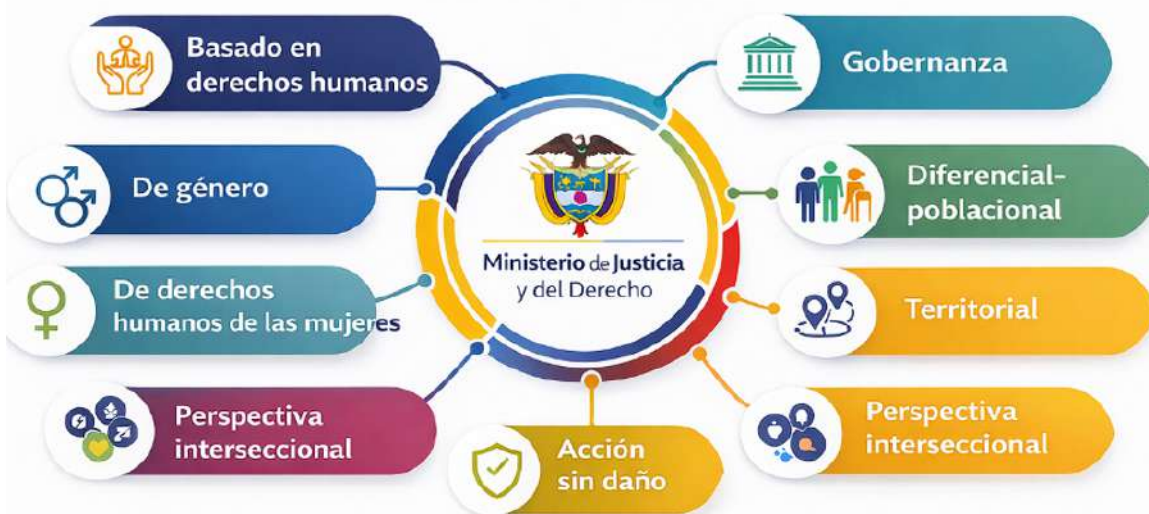 Basado en
derechos humanos
Gobernanza
De género
Diferencial-
poblacional
Ministerio de Justicia
y del Derecho
De derechos
humanos de las mujeres
Territorial
Perspectiva
interseccional
Acción
sin daño
Perspectiva
interseccional